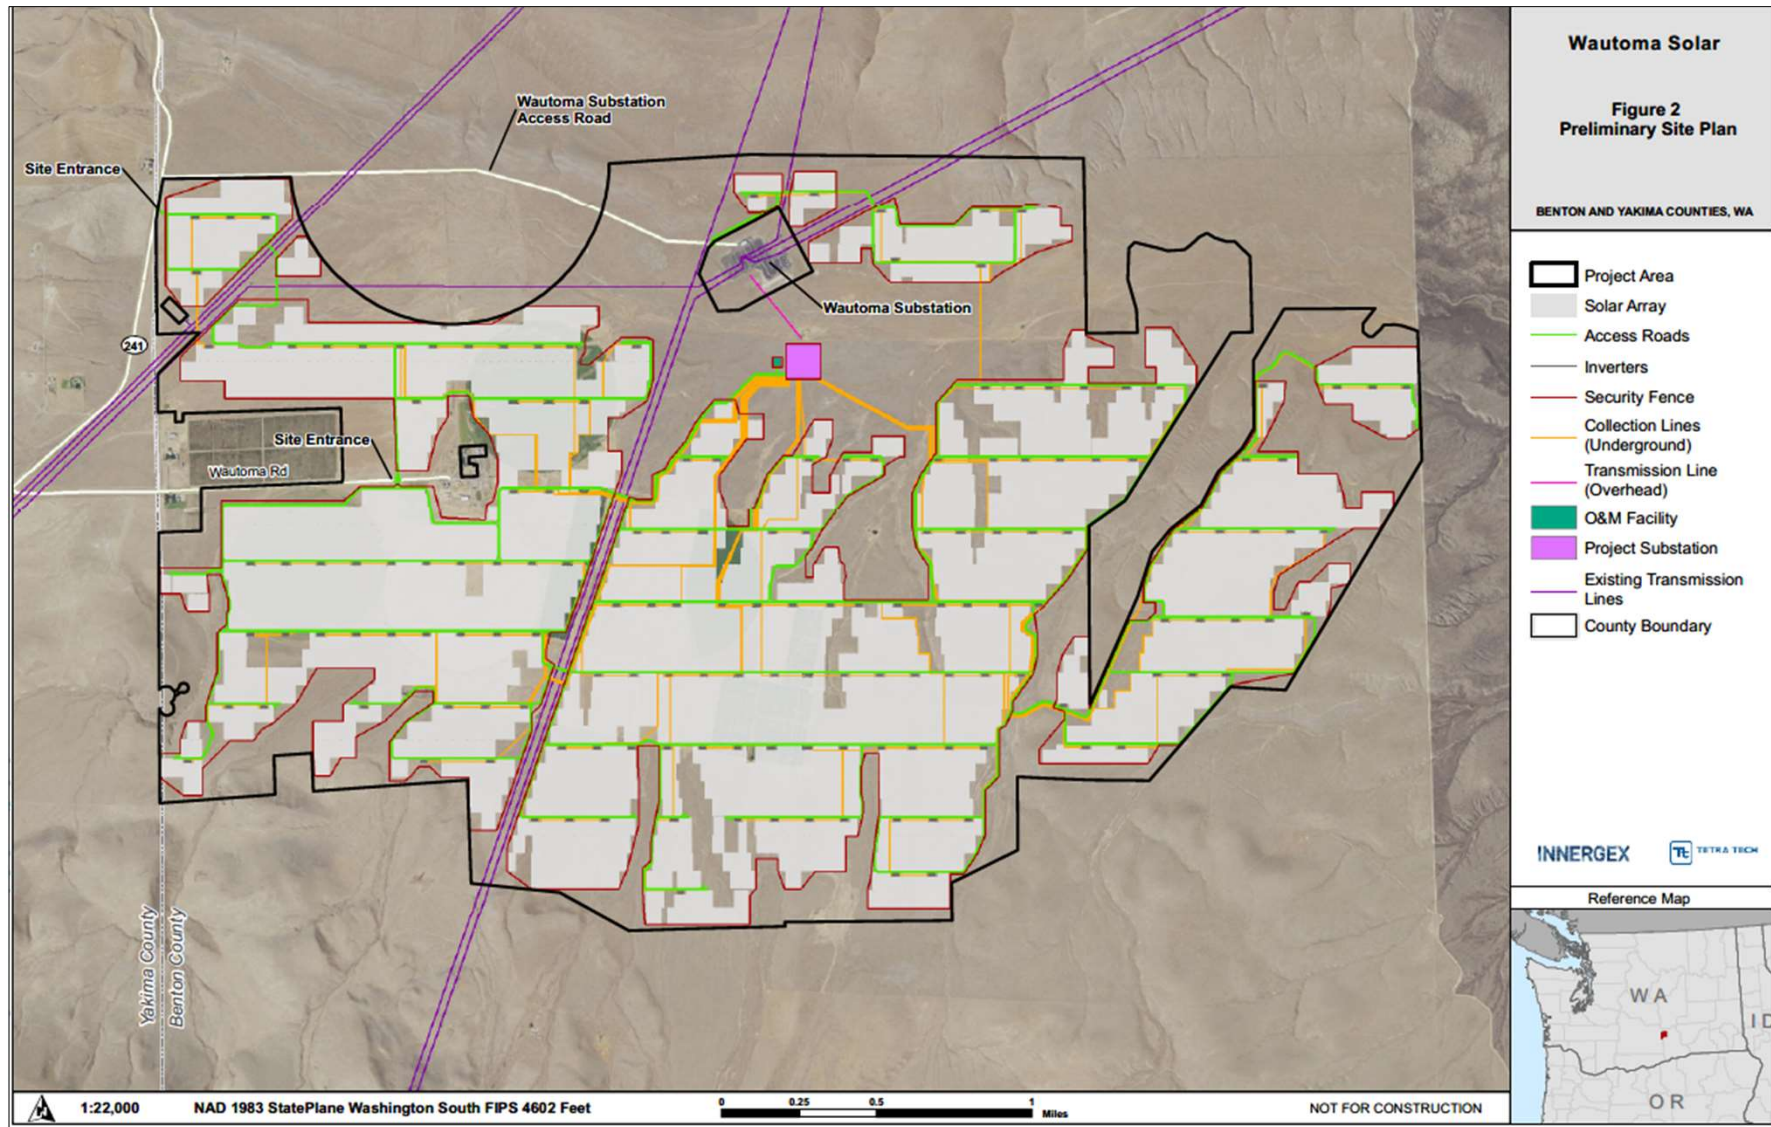 Wautoma Solar
Figure 2
Preliminary Site Plan
BENTON AND YAKIMA COUNTIES, WA
Project Area
Solar Array
Access Roads
Inverters
Security Fence
Collection Lines
(Underground)
Transmission Line
(Overhead)
O&M Facility
Project Substation
Existing Transmission
Lines
County Boundary
INNERGEX
Tt
TETRA TECH
Reference Map
WA
ID
OR
Wautoma Substation
Access Road
Site Entrance
Wautoma Substation
241
Site Entrance
Wautoma Rd
Yakima County
Benton County
1:22,000
NAD 1983 StatePlane Washington South FIPS 4602 Feet
0 0.25 0.5 1
Miles
NOT FOR CONSTRUCTION